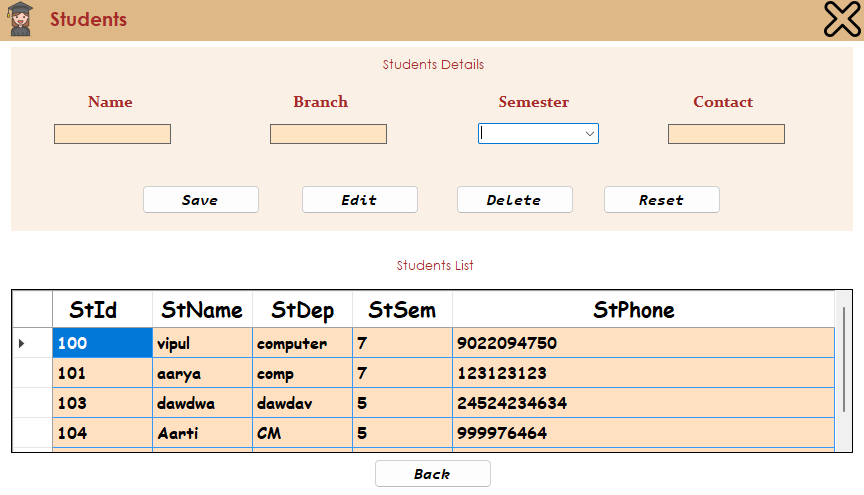 Students
Students Details
Name Branch Semester Contact
Save Edit Delete Reset
Students List
StId StName StDep StSem StPhone
100 vipul computer 7 9022094750
101 aarya comp 7 123123123
103 dawdwa dawdav 5 24524234634
104 Aarti CM 5 999976464
Back